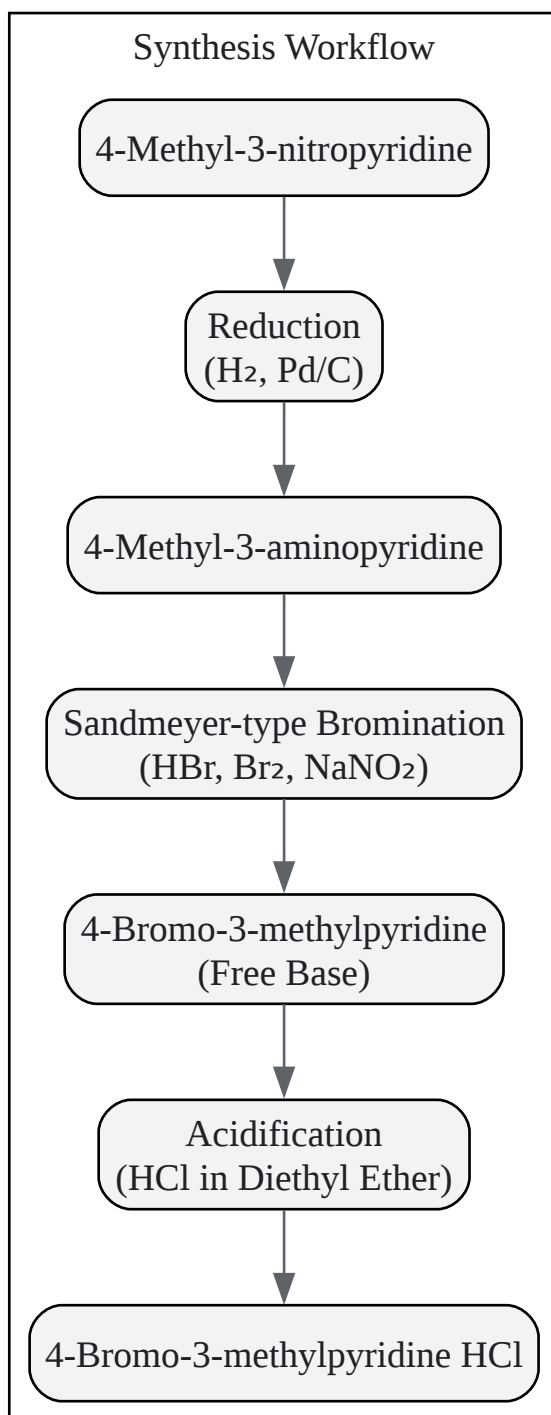 Synthesis Workflow
4-Methyl-3-nitropyridine
Reduction
(H₂, Pd/C)
4-Methyl-3-aminopyridine
Sandmeyer-type Bromination
(HBr, Br₂, NaNO₂)
4-Bromo-3-methylpyridine
(Free Base)
Acidification
(HCl in Diethyl Ether)
4-Bromo-3-methylpyridine HCl